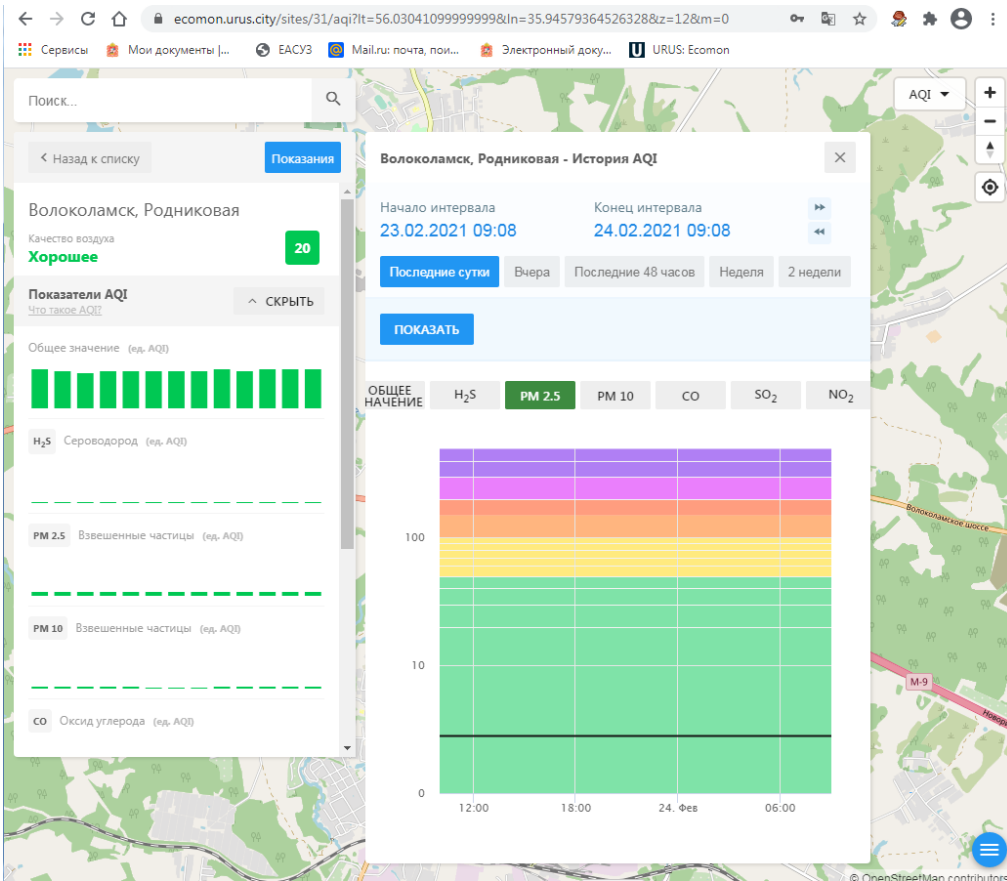 ecomon.urus.city/sites/31/aqi?lt=56.03041099999999&ln=35.94579364526328&z=12&m=0
Сервисы
Мои документы |...
ЕАСУЗ
Mail.ru: почта, пои...
Электронный доку...
URUS: Ecomon
Поиск...
AQI
Назад к списку
Показания
Волоколамск, Родниковая
Качество воздуха
Хорошее
20
Показатели AQI
Что такое AQI?
СКРЫТЬ
Общее значение (ед. AQI)
H₂S Сероводород (ед. AQI)
PM 2.5 Взвешенные частицы (ед. AQI)
PM 10 Взвешенные частицы (ед. AQI)
CO Оксид углерода (ед. AQI)
Волоколамск, Родниковая - История AQI
Начало интервала
23.02.2021 09:08
Конец интервала
24.02.2021 09:08
Последние сутки
Вчера
Последние 48 часов
Неделя
2 недели
ПОКАЗАТЬ
ОБЩЕЕ
НАЧЕНИЕ
H₂S
PM 2.5
PM 10
CO
SO₂
NO₂
100
10
0
12:00
18:00
24. Фев
06:00
Волоколамское шоссе
М-9
Новори
© OpenStreetMap contributors